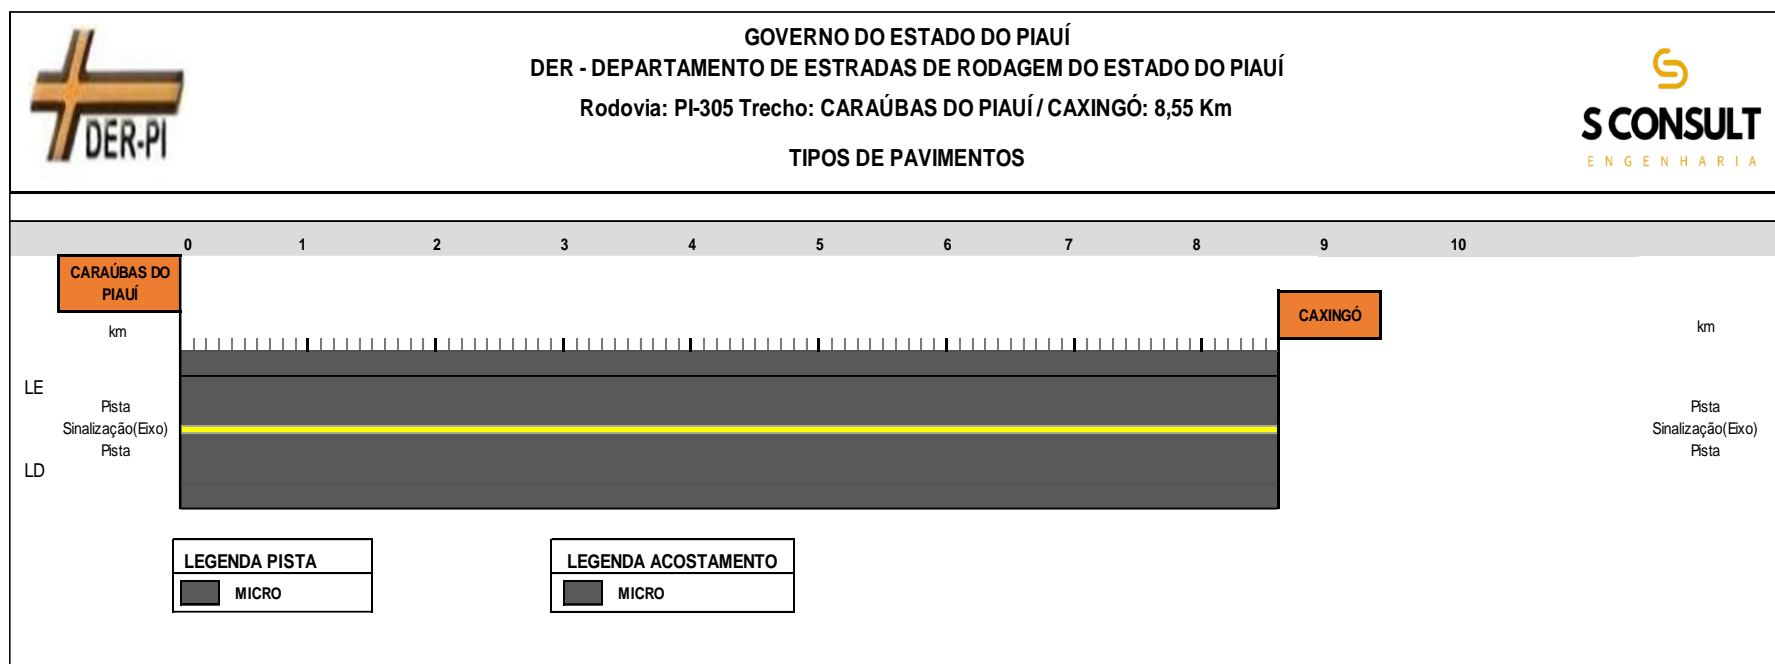 GOVERNO DO ESTADO DO PIAUÍ
DER - DEPARTAMENTO DE ESTRADAS DE RODAGEM DO ESTADO DO PIAUÍ
Rodovia: PI-305 Trecho: CARAÚBAS DO PIAUÍ / CAXINGÓ: 8,55 Km
TIPOS DE PAVIMENTOS
DER-PI
S CONSULT
ENGENHARIA
0 1 2 3 4 5 6 7 8 9 10
CARAÚBAS DO
PIAUÍ
CAXINGÓ
km
km
LE
Pista
Sinalização(Eixo)
Pista
LD
Pista
Sinalização(Eixo)
Pista
LEGENDA PISTA
MICRO
LEGENDA ACOSTAMENTO
MICRO